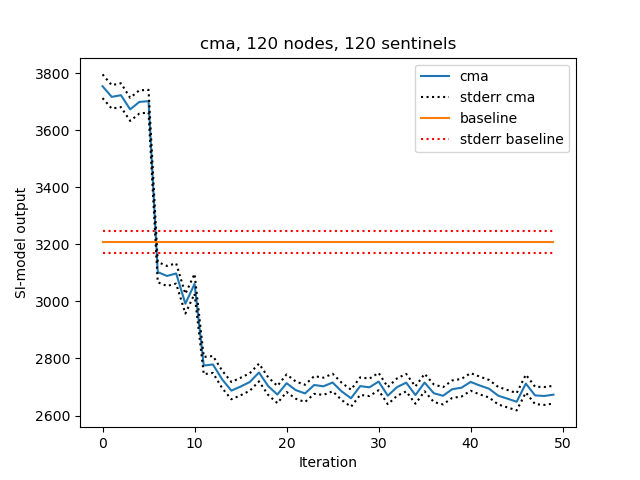 cma, 120 nodes, 120 sentinels
SI-model output
3800
3600
3400
3200
3000
2800
2600
cma
stderr cma
baseline
stderr baseline
0
10
20
30
40
50
Iteration